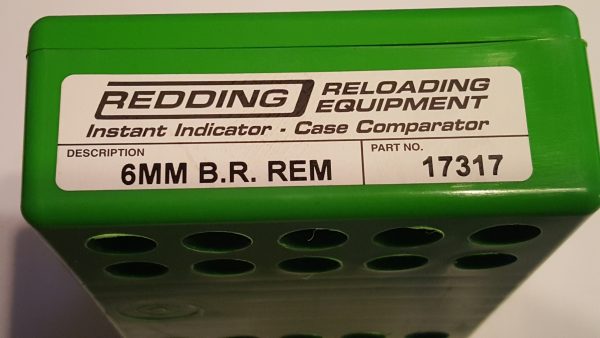 REDDING RELOADING EQUIPMENT
Instant Indicator - Case Comparator
DESCRIPTION
6MM B.R. REM
PART NO.
17317